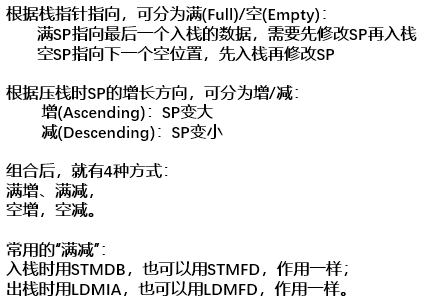 根据栈指针指向，可分为满(Full)/空(Empty)：
满SP指向最后一个入栈的数据，需要先修改SP再入栈
空SP指向下一个空位置，先入栈再修改SP
根据压栈时SP的增长方向，可分为增/减：
增(Ascending)：SP变大
减(Descending)：SP变小
组合后，就有4种方式：
满增、满减，
空增，空减。
常用的“满减”：
入栈时用STMDB，也可以用STMFD，作用一样；
出栈时用LDMIA，也可以用LDMFD，作用一样。